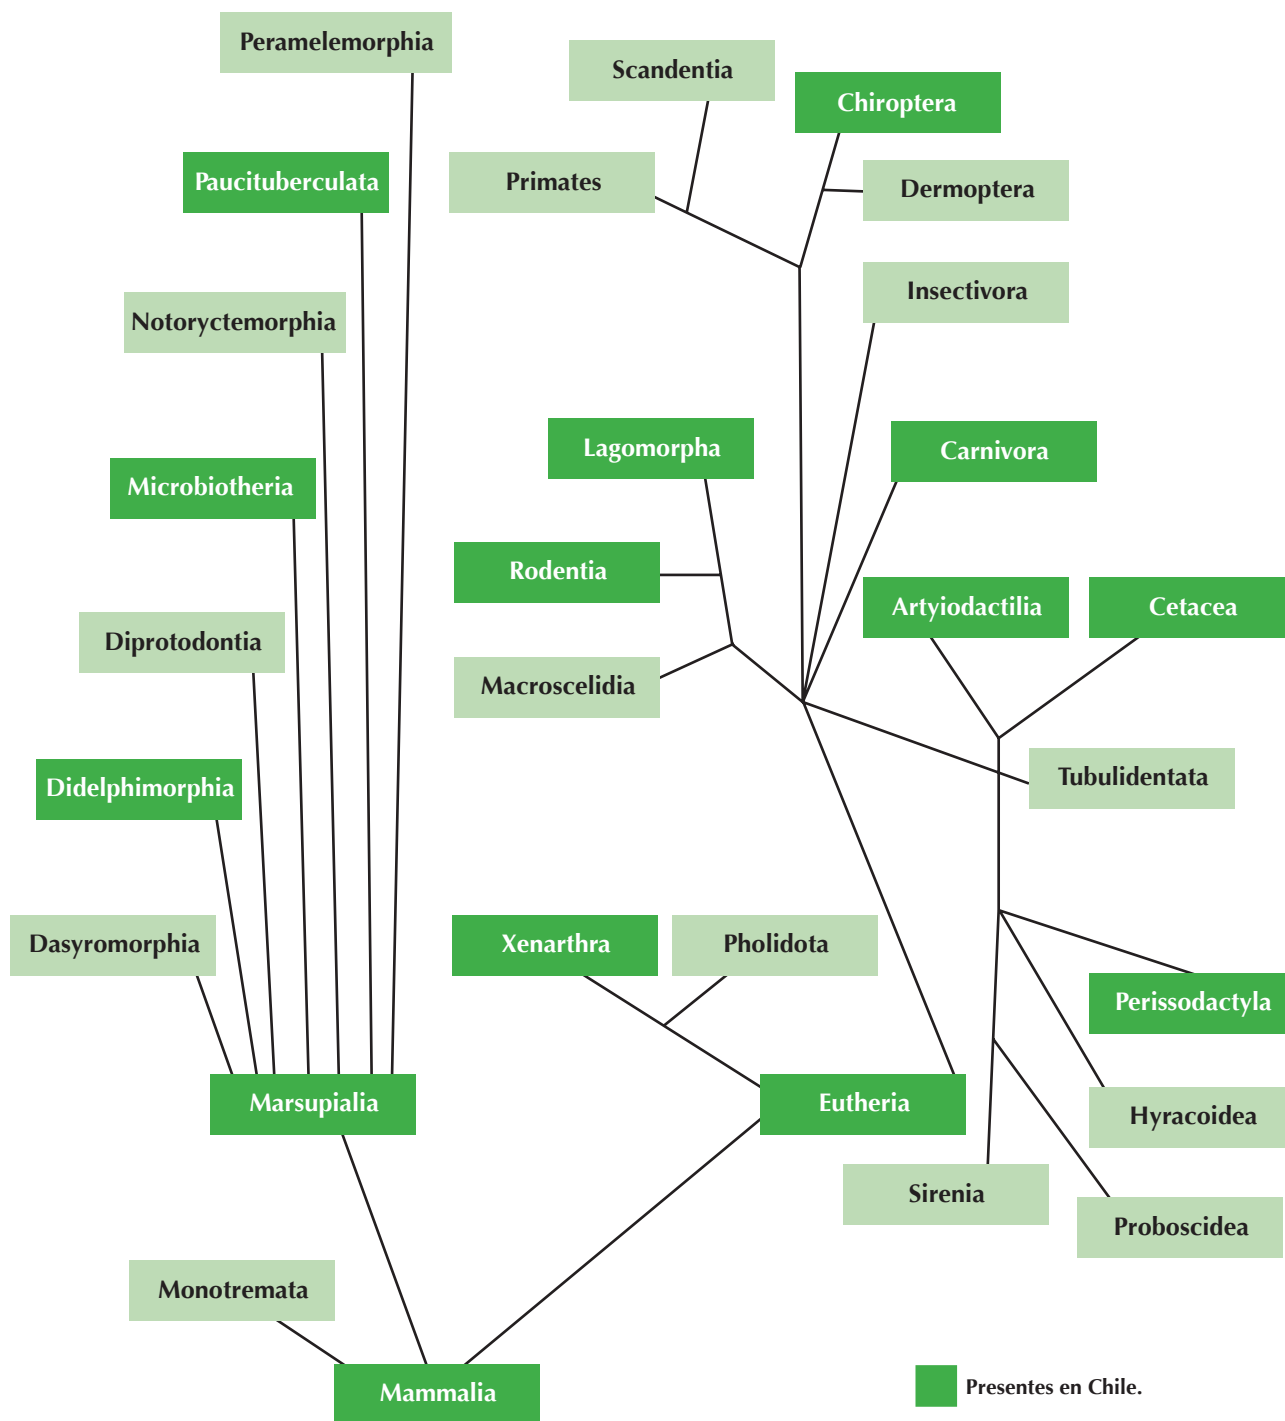 Peramelemorphia
Scandentia
Chiroptera
Paucituberculata
Primates
Dermoptera
Insectivora
Notoryctemorphia
Lagomorpha
Carnivora
Microbiotheria
Rodentia
Artyiodactilia
Cetacea
Diprotodontia
Macroscelidia
Tubulidentata
Didelphimorphia
Dasyromorphia
Xenarthra
Pholidota
Perissodactyla
Marsupialia
Eutheria
Hyracoidea
Sirenia
Proboscidea
Monotremata
Mammalia
Presentes en Chile.